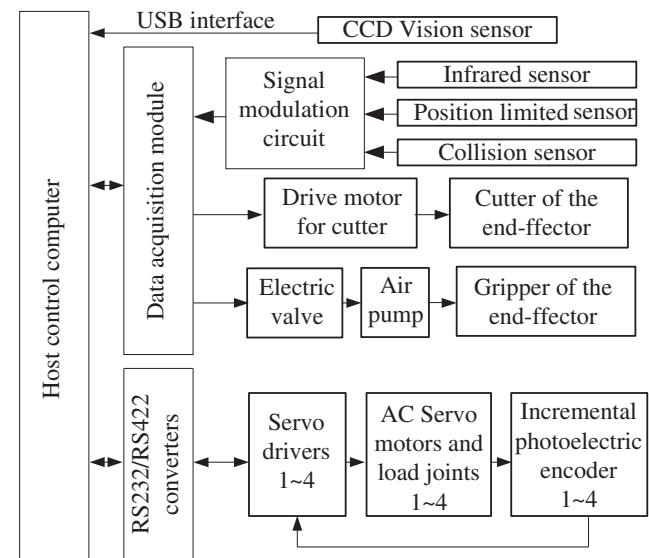 USB interface
CCD Vision sensor
Host control computer
Data acquisition module
Signal
modulation
circuit
Infrared sensor
Position limited sensor
Collision sensor
Drive motor
for cutter
Cutter of the
end-ffector
Electric
valve
Air
pump
Gripper of the
end-ffector
RS232/RS422
converters
Servo
drivers
1~4
AC Servo
motors and
load joints
1~4
Incremental
photoelectric
encoder
1~4